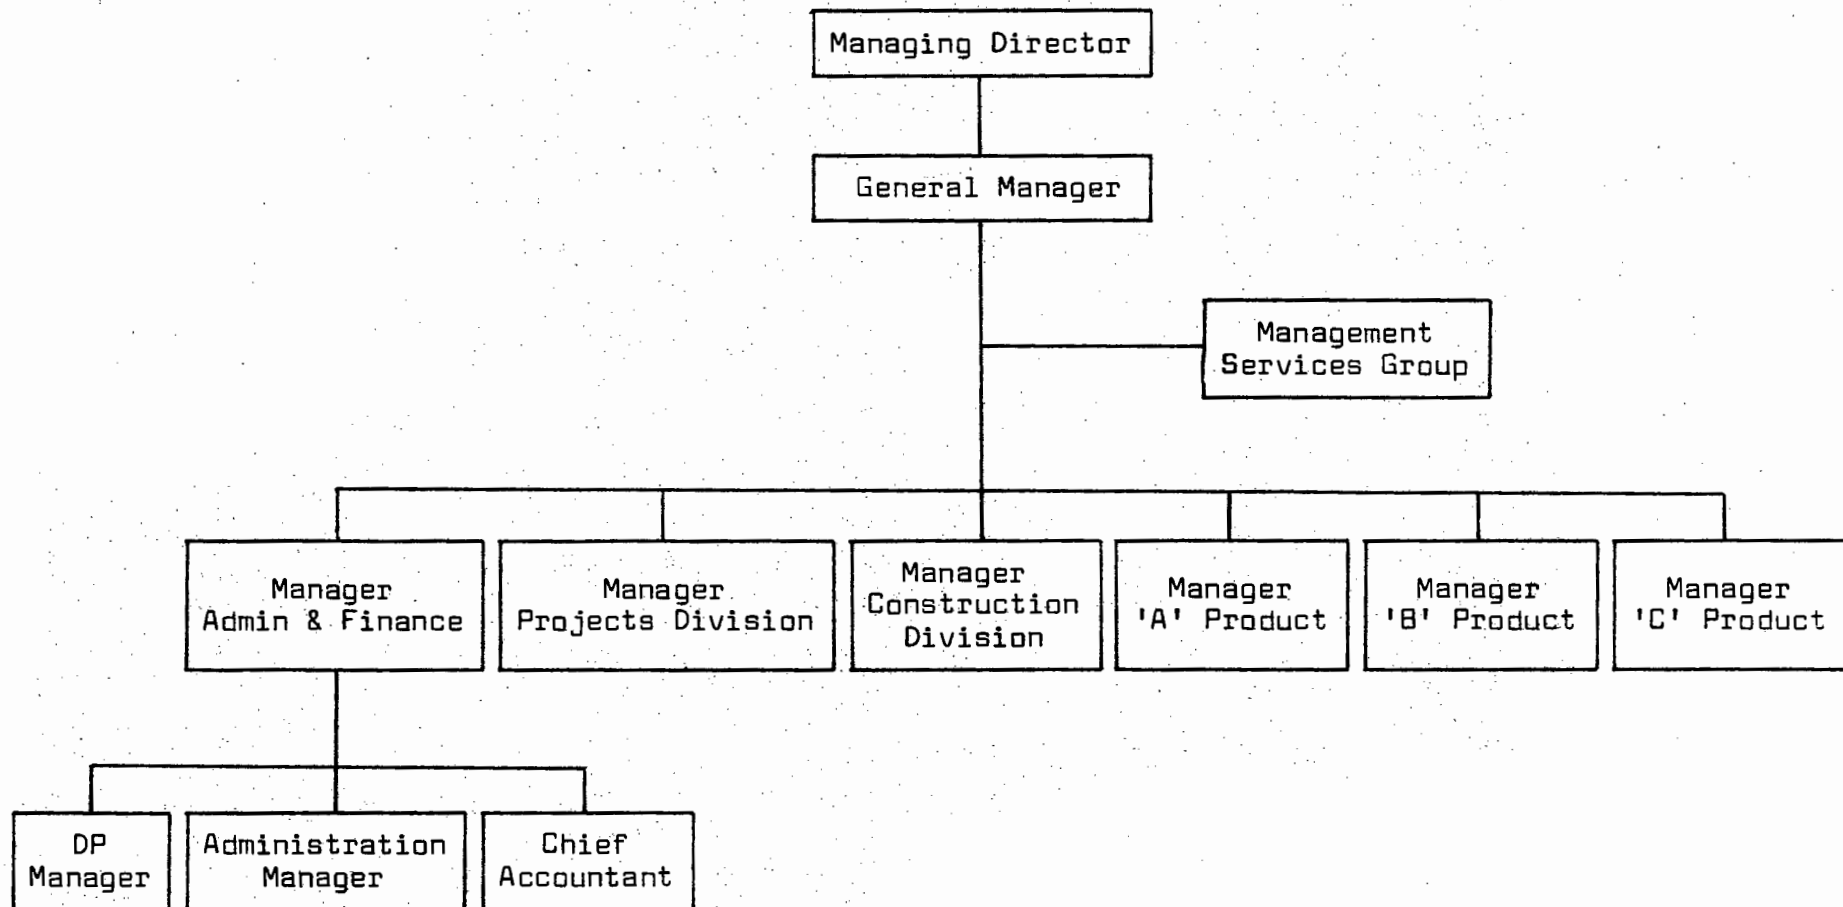 Managing Director
General Manager
Management
Services Group
Manager
Admin & Finance
Manager
Projects Division
Manager
Construction
Division
Manager
'A' Product
Manager
'B' Product
Manager
'C' Product
DP
Manager
Administration
Manager
Chief
Accountant